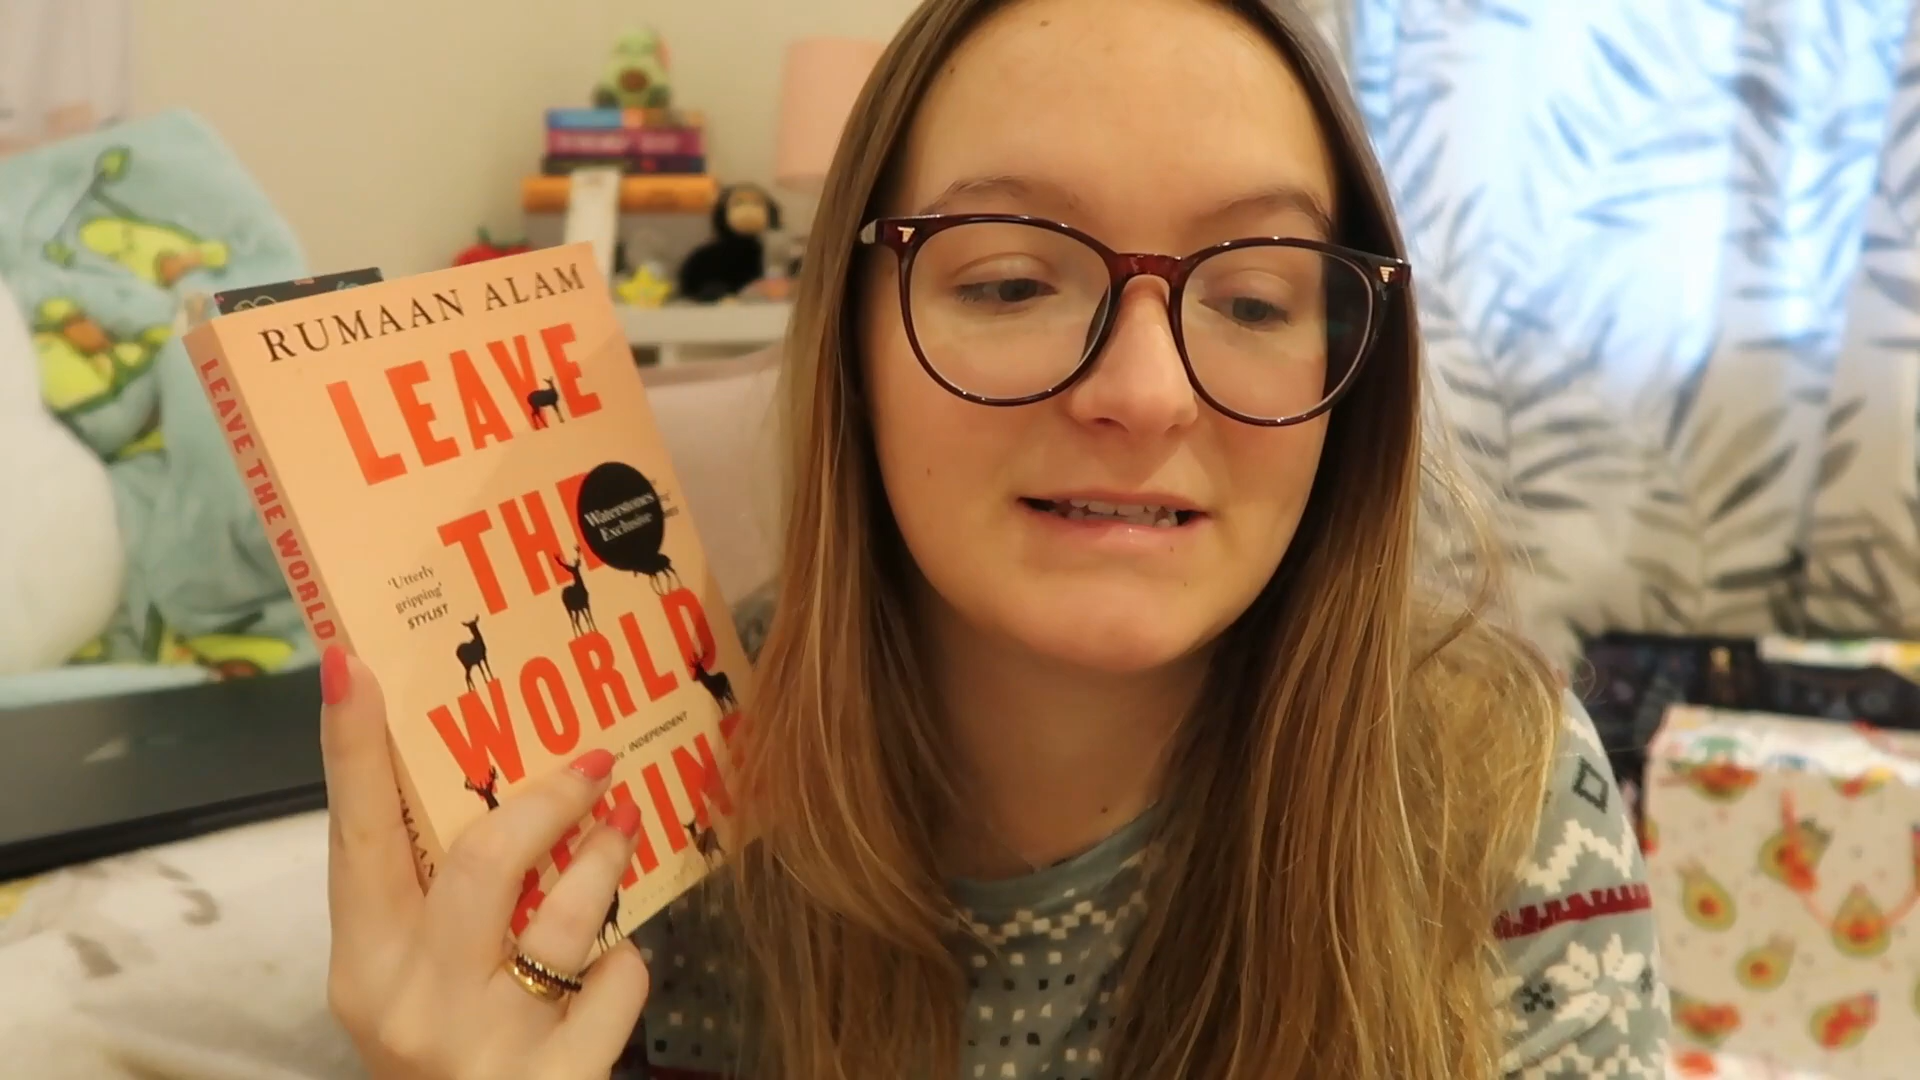 RUMAAN ALAM
LEAVE
THE
Waterstones
Exclusive
'Utterly
gripping'
STYLIST
WORLD
INDEPENDENT
LEAVE THE WORLD